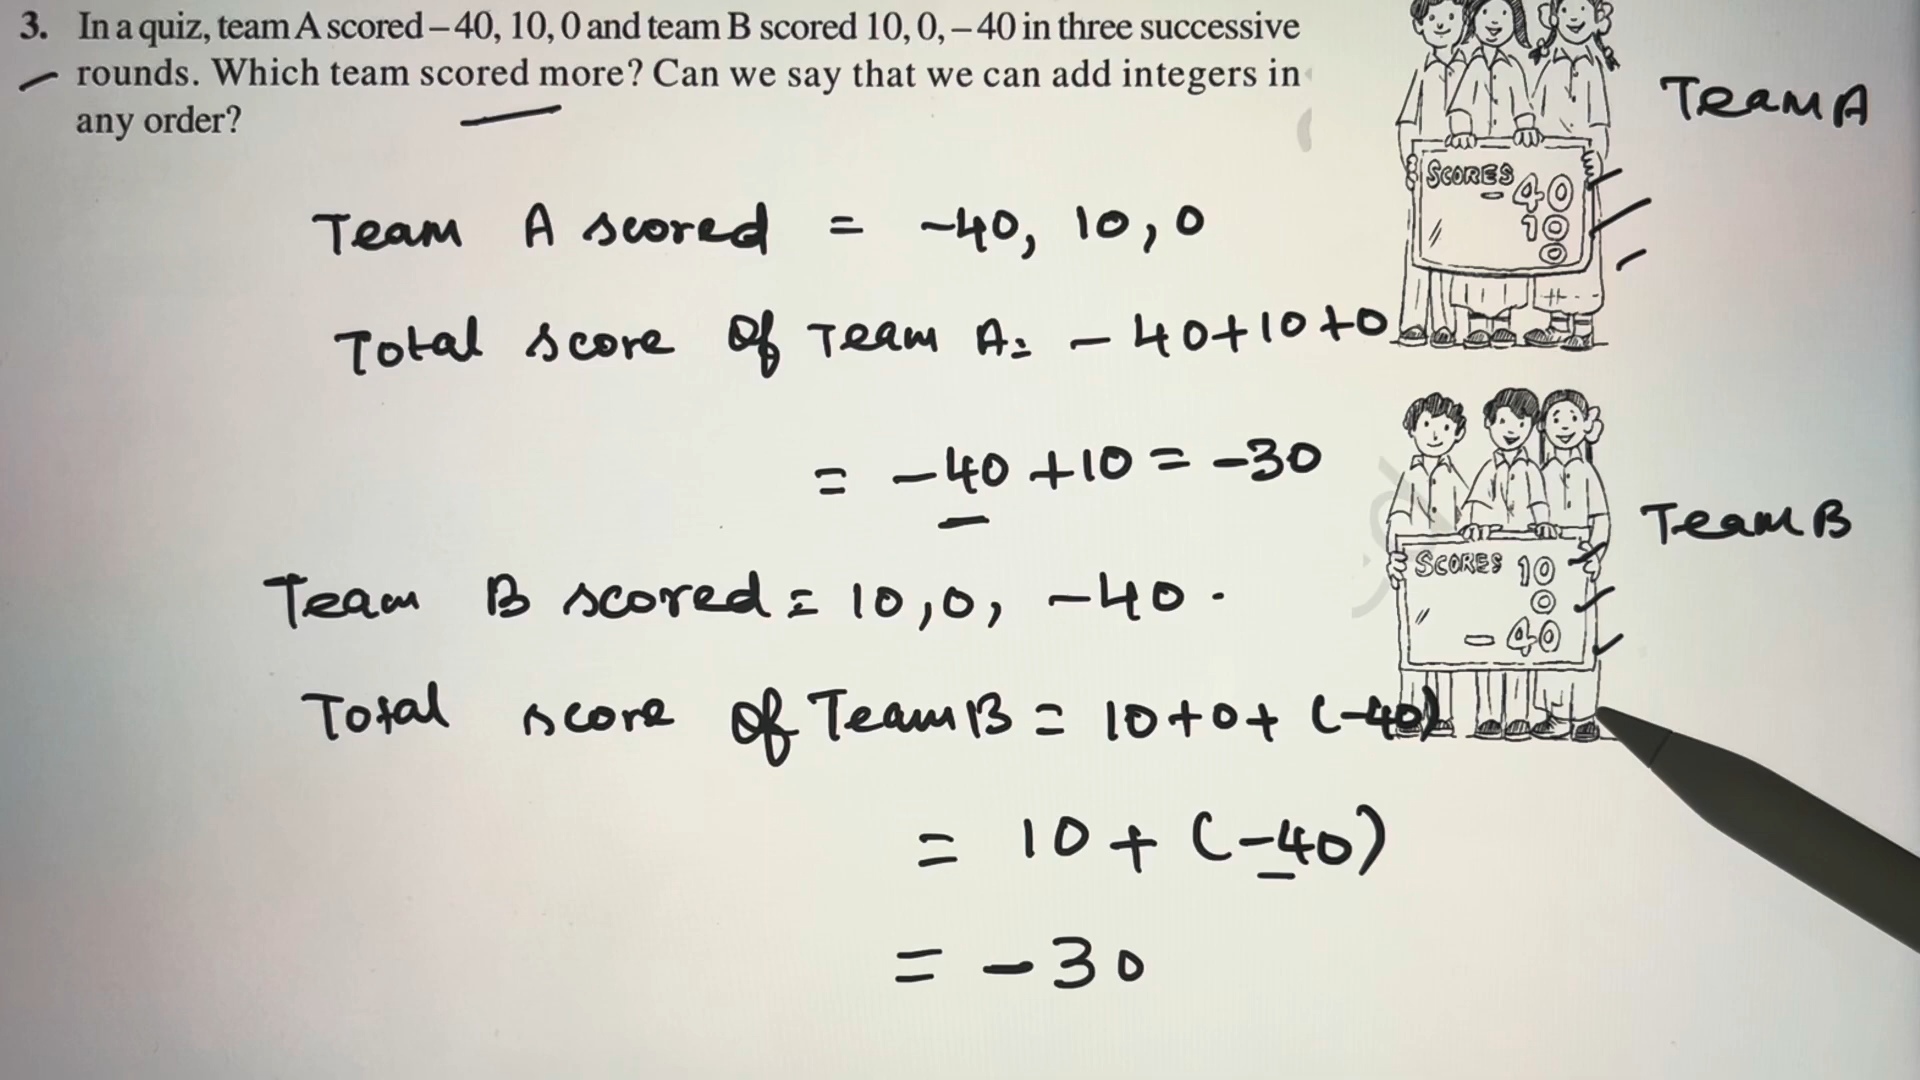 3. In a quiz, team A scored – 40, 10, 0 and team B scored 10, 0, – 40 in three successive
rounds. Which team scored more? Can we say that we can add integers in
any order?
Team A
SCORES - 40
10
0
Team A scored = -40, 10, 0
Total score of Team A = - 40+10+0
= -40 +10 = -30
Team B
SCORES 10
0
- 40
Team B scored = 10, 0, -40.
Total score of Team B = 10+0+ (-40)
= 10 + (-40)
= -30